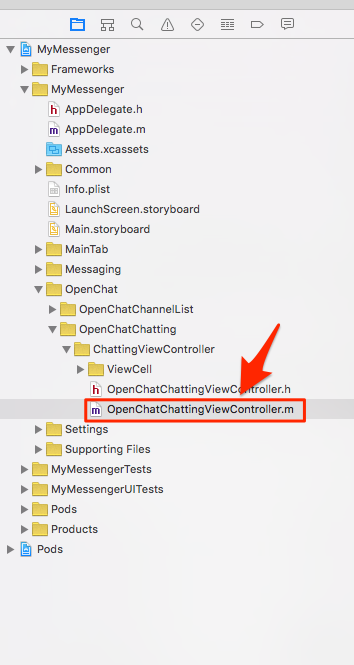 MyMessenger
Frameworks
MyMessenger
h AppDelegate.h
m AppDelegate.m
Assets.xcassets
Common
Info.plist
LaunchScreen.storyboard
Main.storyboard
MainTab
Messaging
OpenChat
OpenChatChannelList
OpenChatChatting
ChattingViewController
ViewCell
h OpenChatChattingViewController.h
m OpenChatChattingViewController.m
Settings
Supporting Files
MyMessengerTests
MyMessengerUITests
Pods
Products
Pods